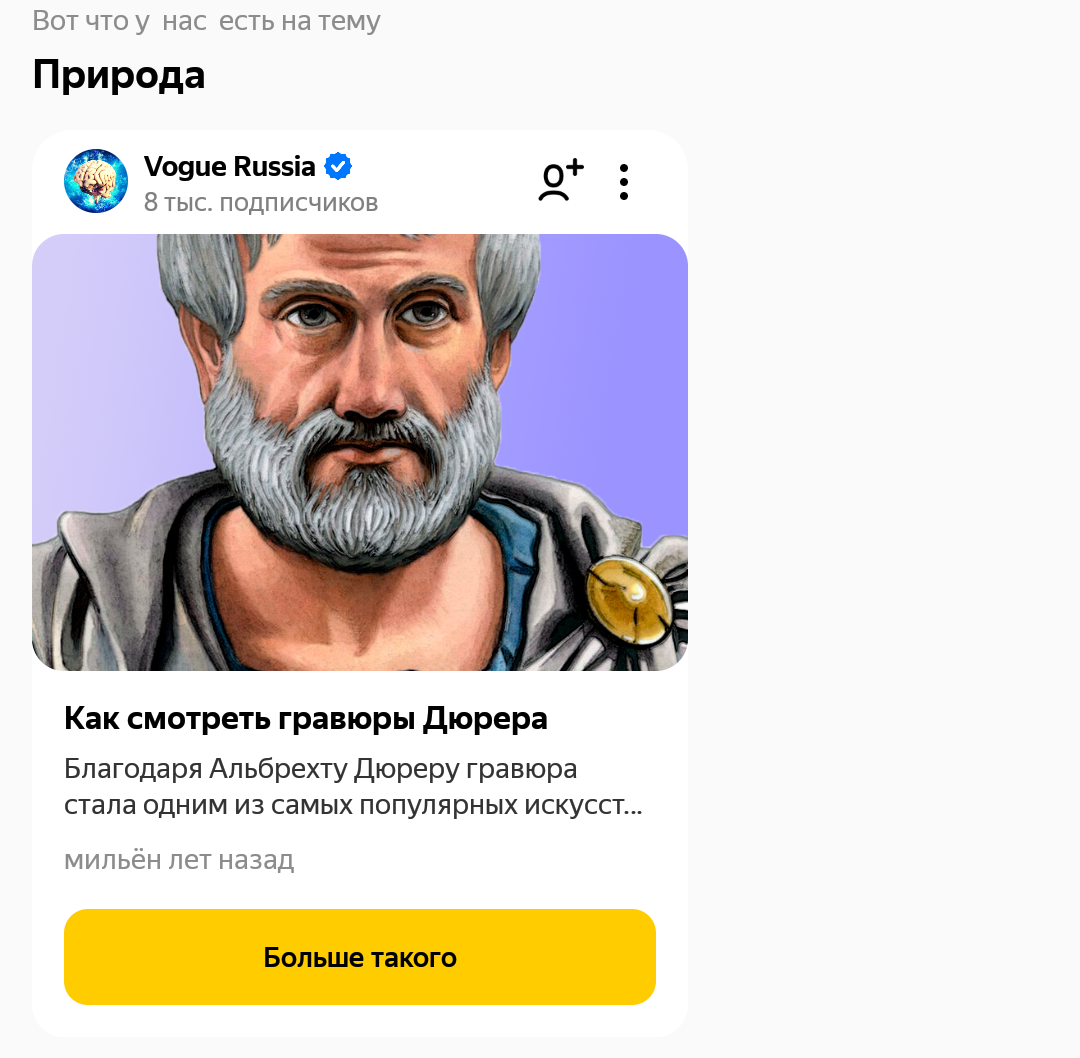 Вот что у нас есть на тему
Природа
Vogue Russia
8 тыс. подписчиков
Как смотреть гравюры Дюрера
Благодаря Альбрехту Дюреру гравюра
стала одним из самых популярных искусст...
мильён лет назад
Больше такого